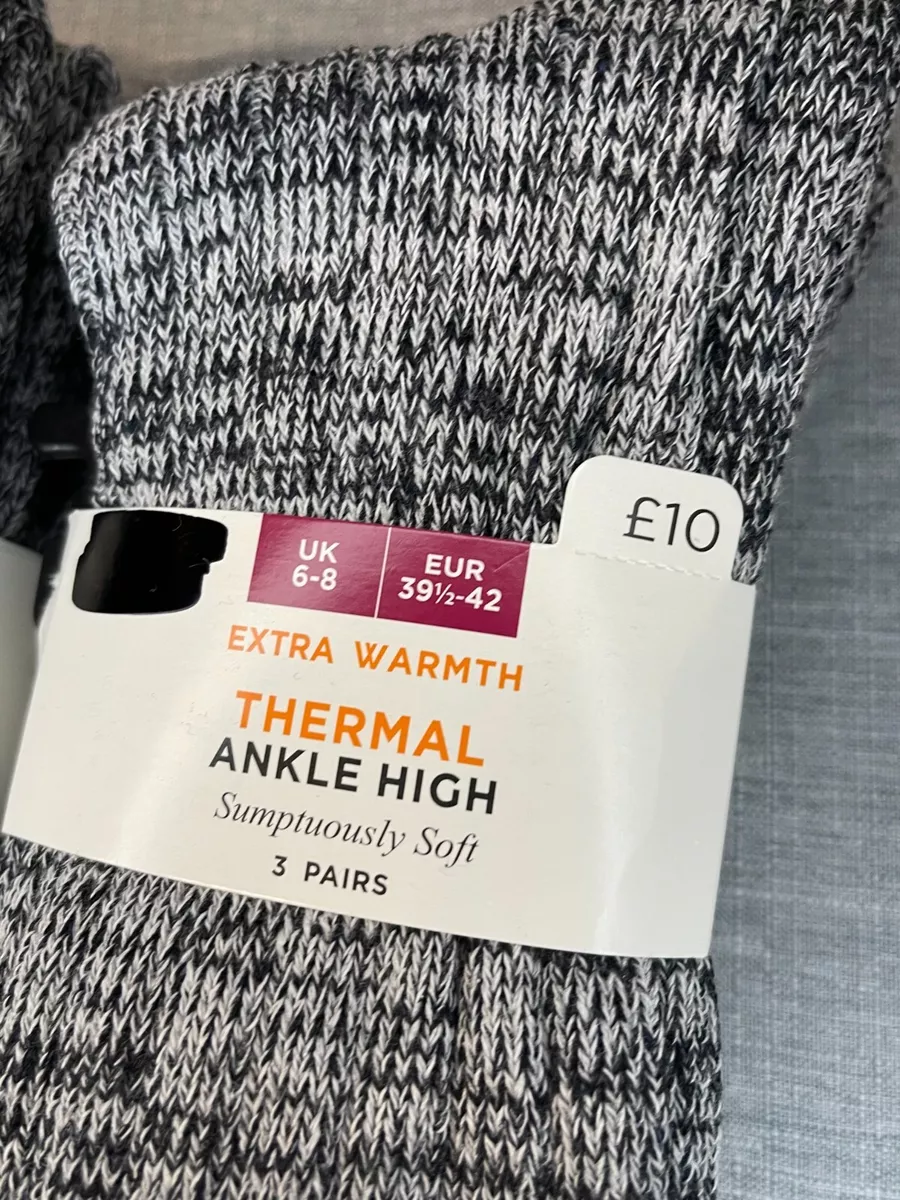 £10
UK
6-8
EUR
39½-42
EXTRA WARMTH
THERMAL
ANKLE HIGH
Sumptuously Soft
3 PAIRS